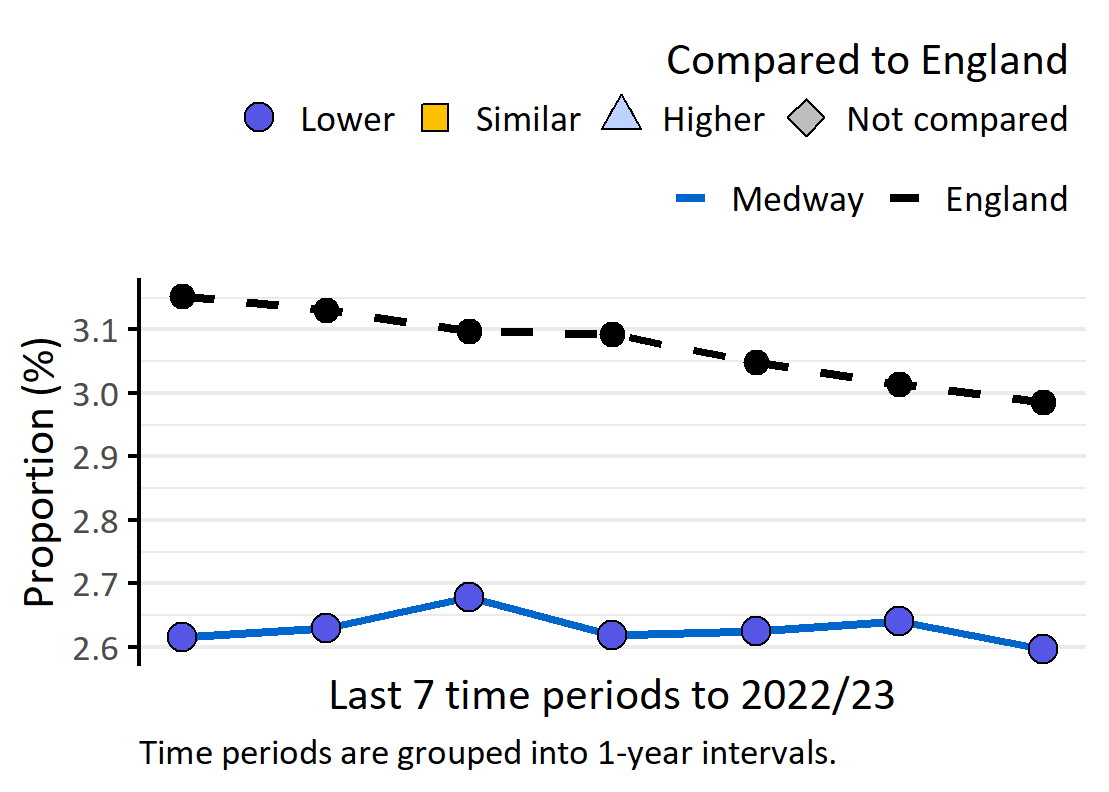 Compared to England
Lower Similar Higher Not compared
Medway England
Proportion (%)
3.1
3.0
2.9
2.8
2.7
2.6
Last 7 time periods to 2022/23
Time periods are grouped into 1-year intervals.